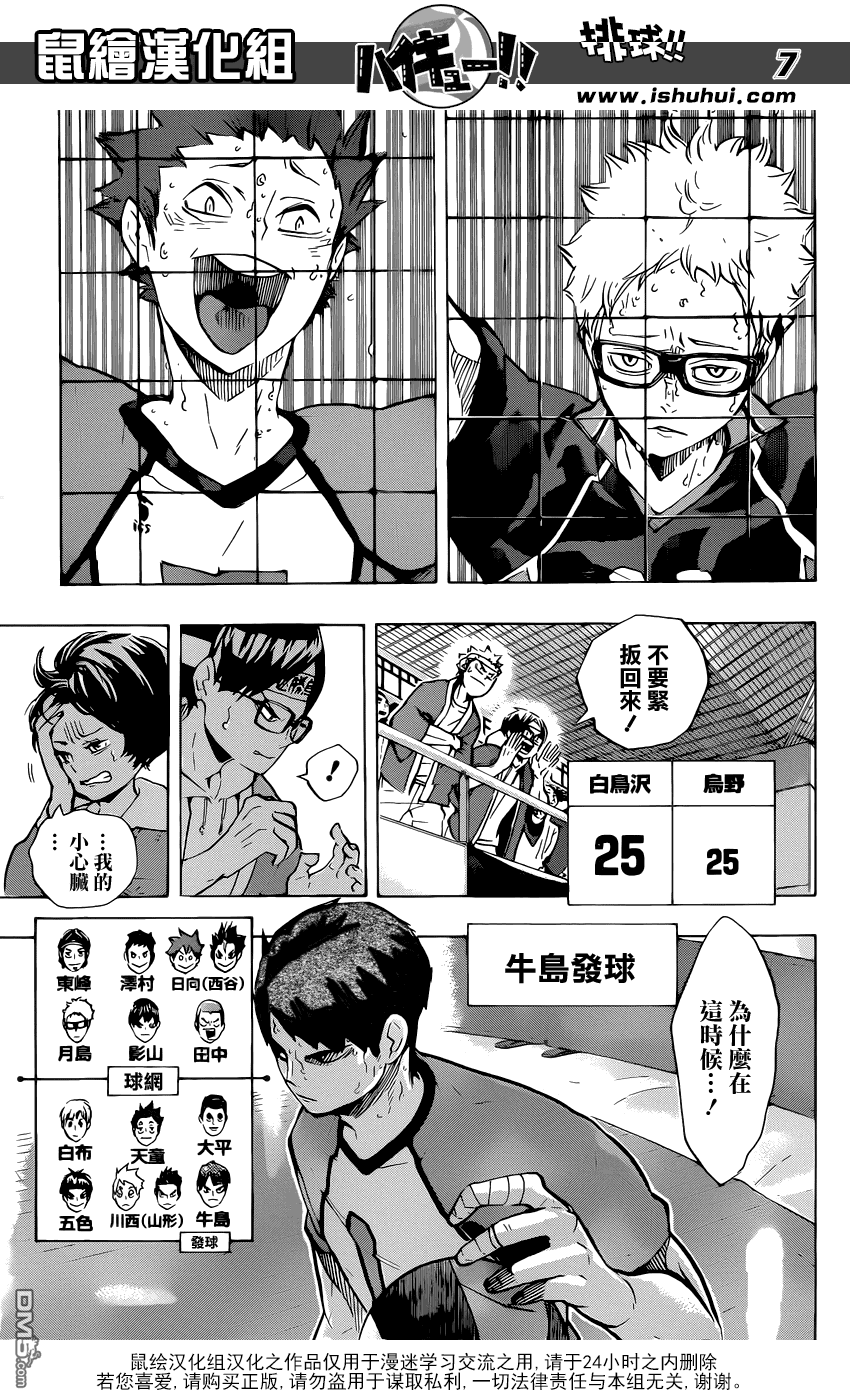 鼠繪漢化組
ハイキュー!!
排球!!
7
www.ishuhui.com
不要緊
扳回來！
白鳥沢
烏野
25
25
！
…我的
小心臟
…
牛島發球
為什麼在
這時候…！
東峰
澤村
日向(西谷)
月島
影山
田中
球網
白布
天童
大平
五色
川西(山形)
牛島
發球
DM5.com
鼠绘汉化组汉化之作品仅用于漫迷学习交流之用, 请于24小时之内删除
若您喜爱, 请购买正版, 请勿盗用于谋取私利, 一切法律责任与本组无关, 谢谢。